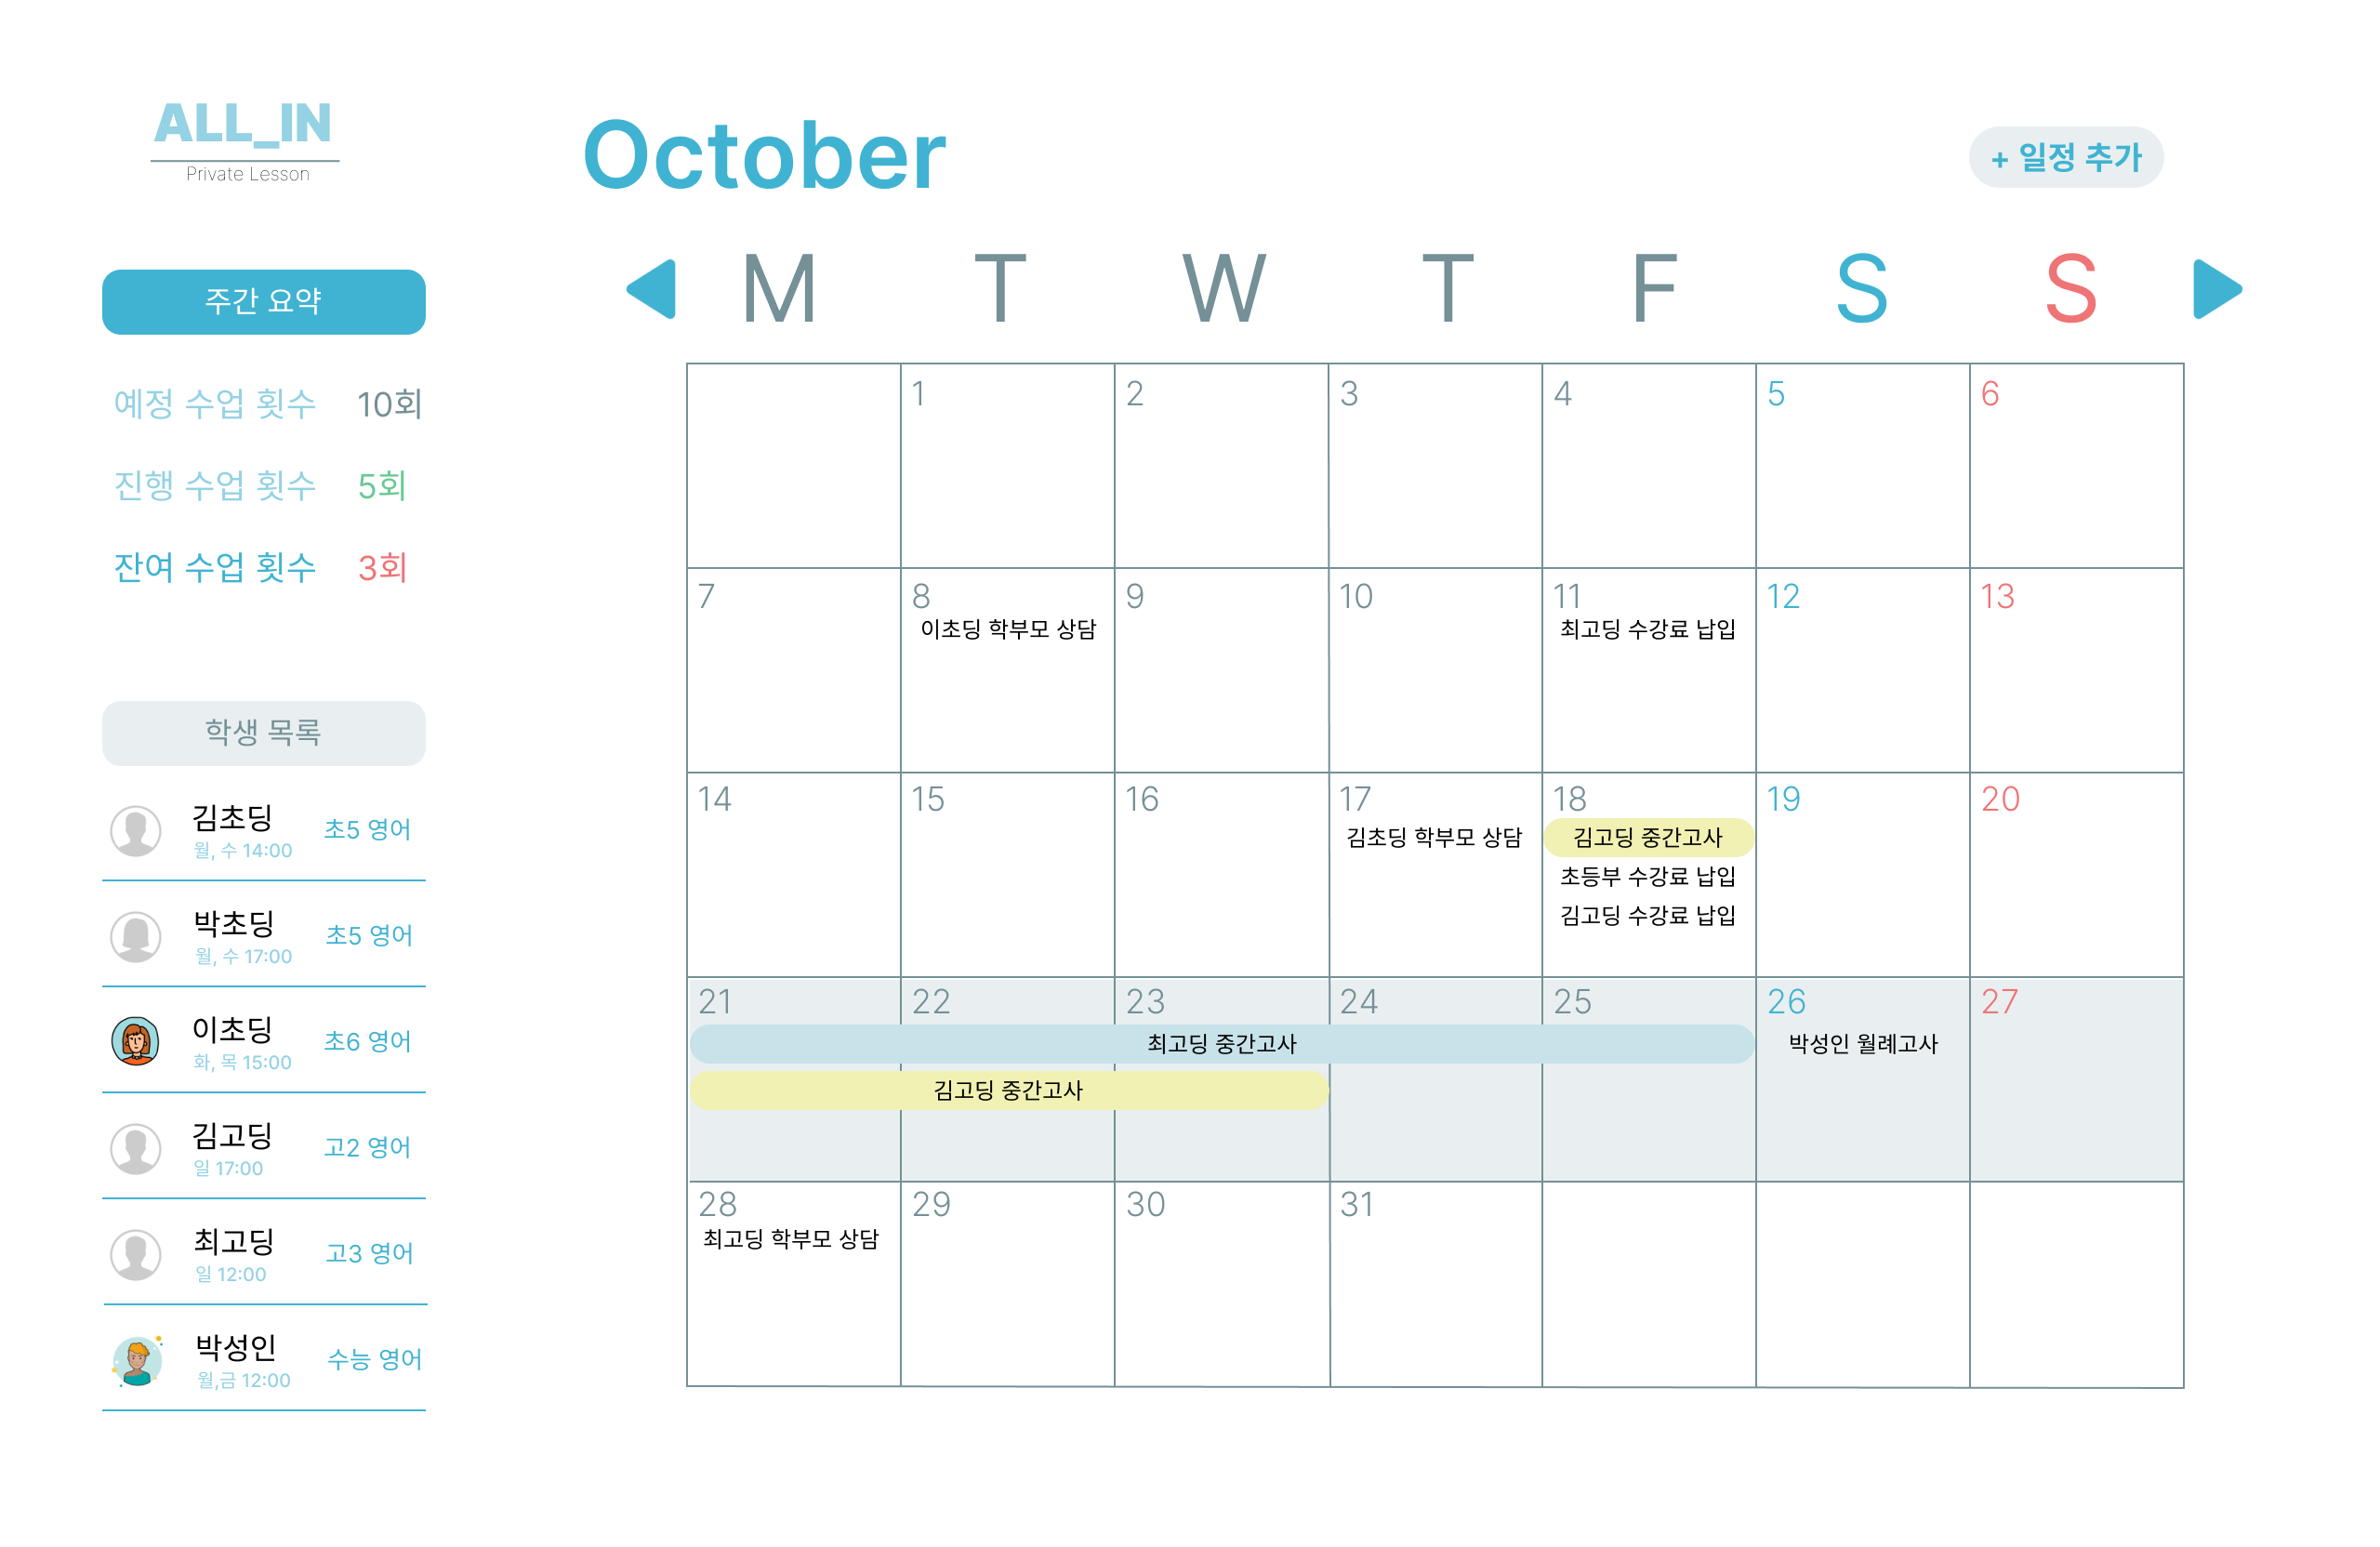 ALL_IN
Private Lesson
주간 요약
예정 수업 횟수 10회
진행 수업 횟수 5회
잔여 수업 횟수 3회
학생 목록
김초딩 초5 영어
월, 수 14:00
박초딩 초5 영어
월, 수 17:00
이초딩 초6 영어
화, 목 15:00
김고딩 고2 영어
일 17:00
최고딩 고3 영어
일 12:00
박성인 수능 영어
월,금 12:00
October
+ 일정 추가
M T W T F S S
1 2 3 4 5 6
7 8 9 10 11 12 13
이초딩 학부모 상담 최고딩 수강료 납입
14 15 16 17 18 19 20
김초딩 학부모 상담 김고딩 중간고사
초등부 수강료 납입
김고딩 수강료 납입
21 22 23 24 25 26 27
최고딩 중간고사 박성인 월례고사
김고딩 중간고사
28 29 30 31
최고딩 학부모 상담